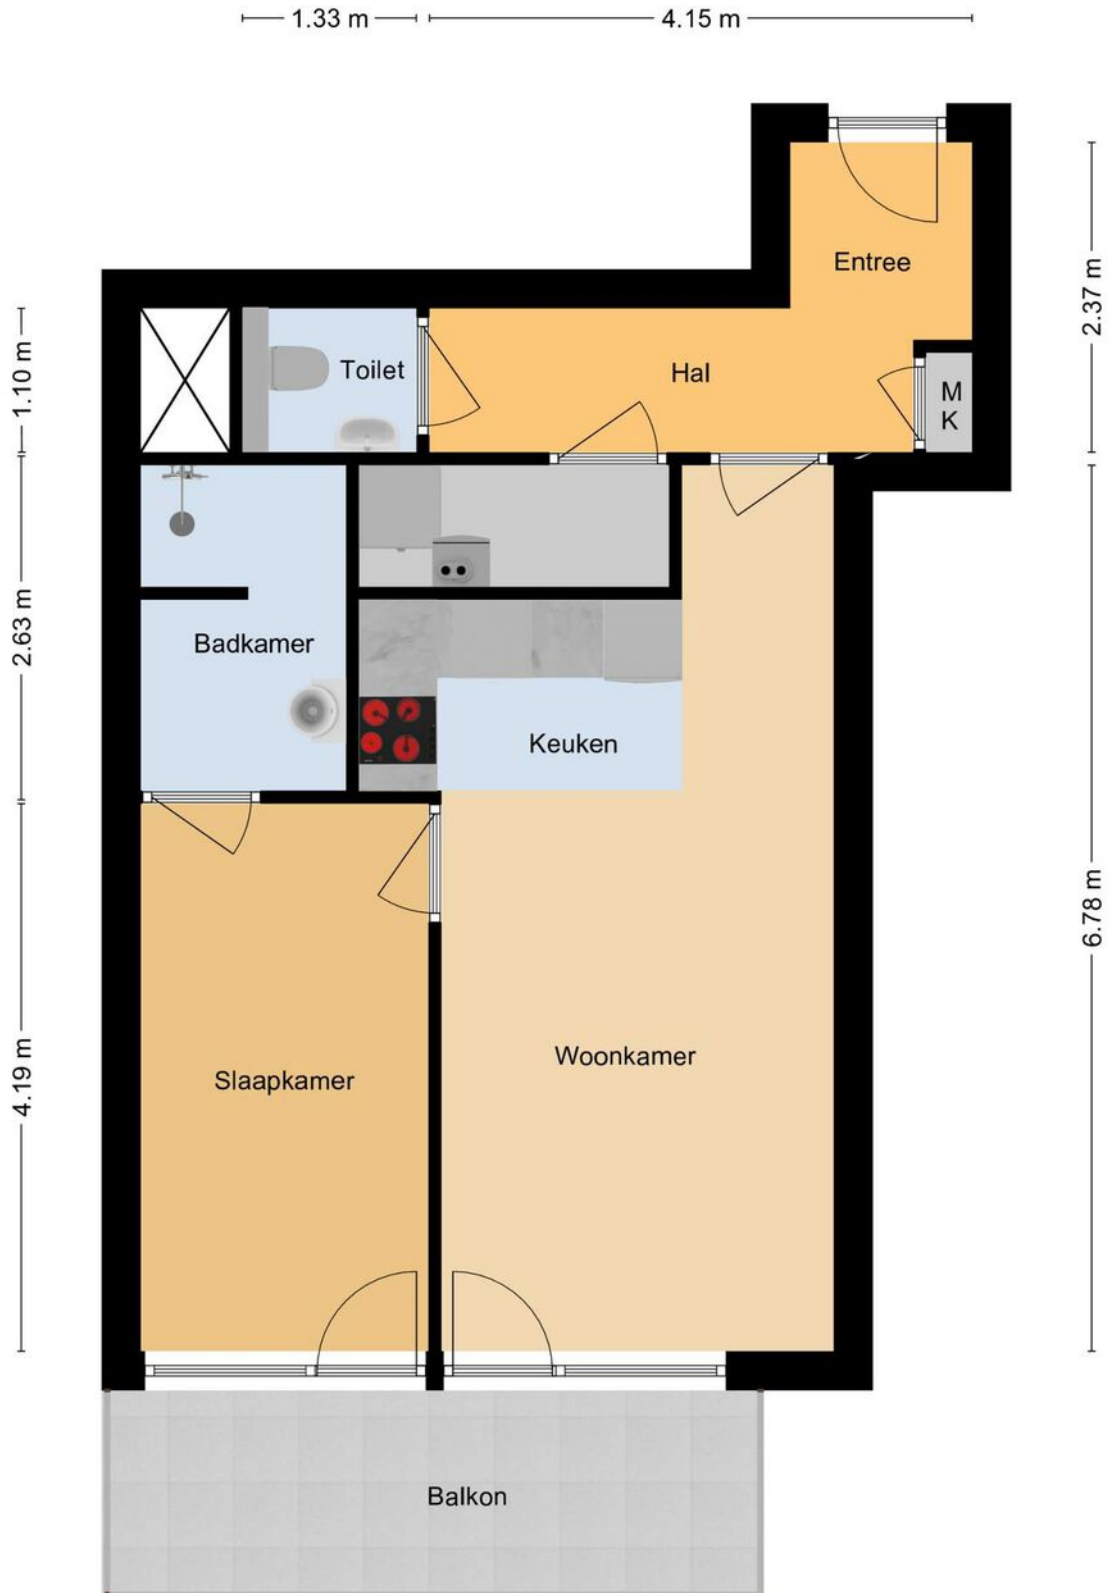 1.33 m
4.15 m
Entree
2.37 m
1.10 m
Toilet
Hal
M
K
2.63 m
Badkamer
Keuken
6.78 m
4.19 m
Woonkamer
Slaapkamer
Balkon